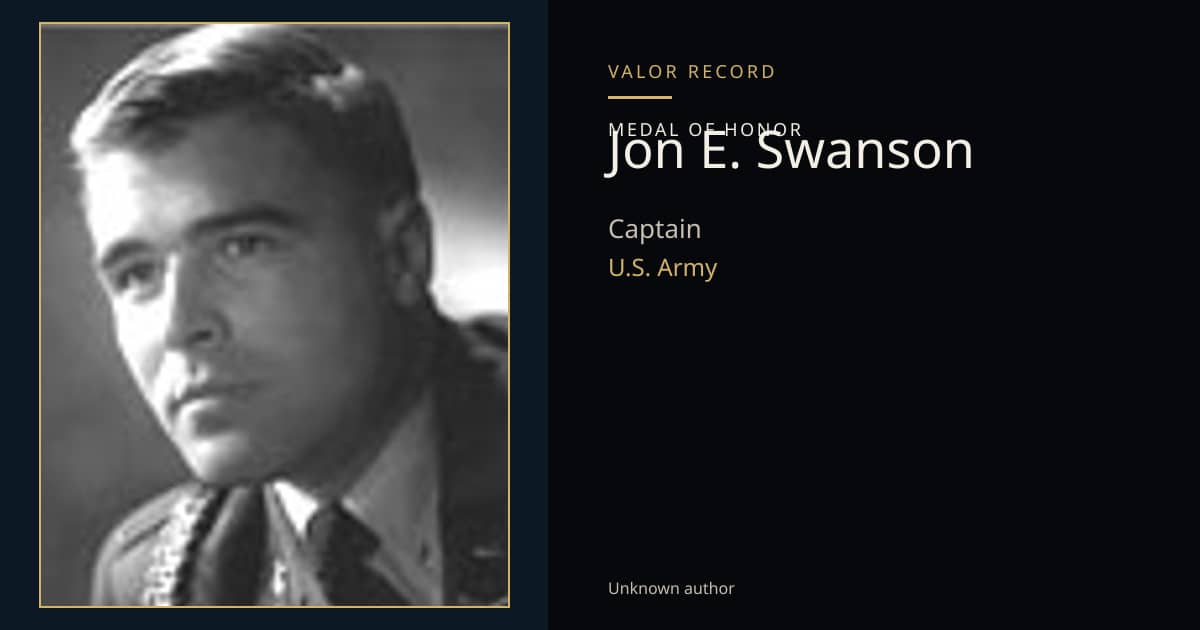 VALOR RECORD
MEDAL OF HONOR
Jon E. Swanson
Captain
U.S. Army
Unknown author